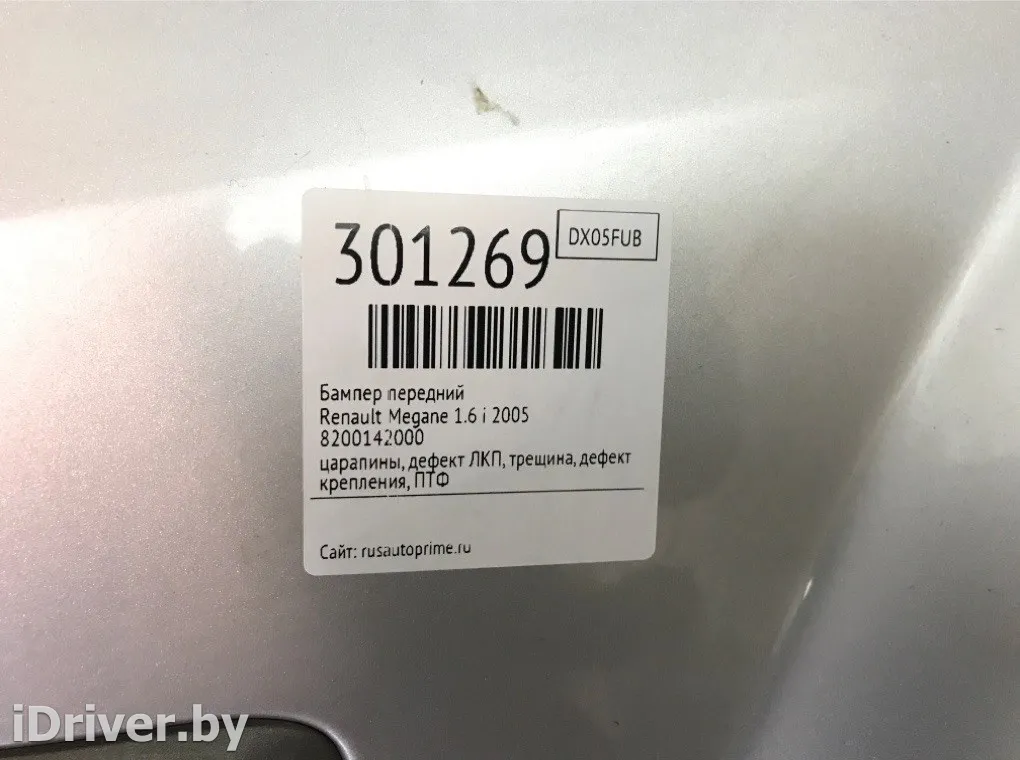 301269
DX05FUB
Бампер передний
Renault Megane 1.6 i 2005
8200142000
царапины, дефект ЛКП, трещина, дефект
крепления, ПТФ
Сайт: rusautoprime.ru
iDriver.by